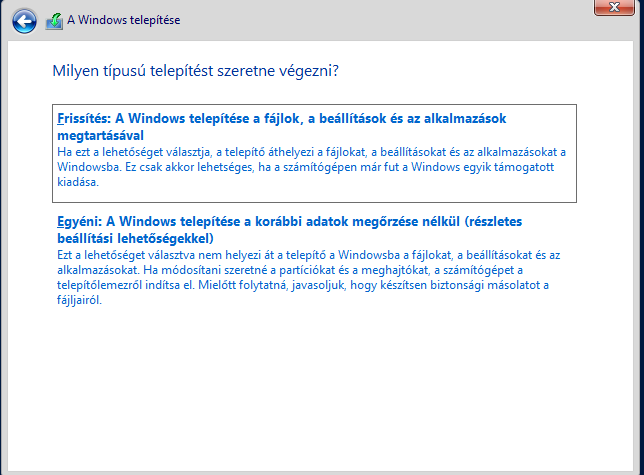 A Windows telepítése
Milyen típusú telepítést szeretne végezni?
Frissítés: A Windows telepítése a fájlok, a beállítások és az alkalmazások
megtartásával
Ha ezt a lehetőséget választja, a telepítő áthelyezi a fájlokat, a beállításokat és az alkalmazásokat a
Windowsba. Ez csak akkor lehetséges, ha a számítógépen már fut a Windows egyik támogatott
kiadása.
Egyéni: A Windows telepítése a korábbi adatok megőrzése nélkül (részletes
beállítási lehetőségekkel)
Ezt a lehetőséget választva nem helyezi át a telepítő a Windowsba a fájlokat, a beállításokat és az
alkalmazásokat. Ha módosítani szeretné a partíciókat és a meghajtókat, a számítógépet a
telepítőlemezről indítsa el. Mielőtt folytatná, javasoljuk, hogy készítsen biztonsági másolatot a
fájljairól.